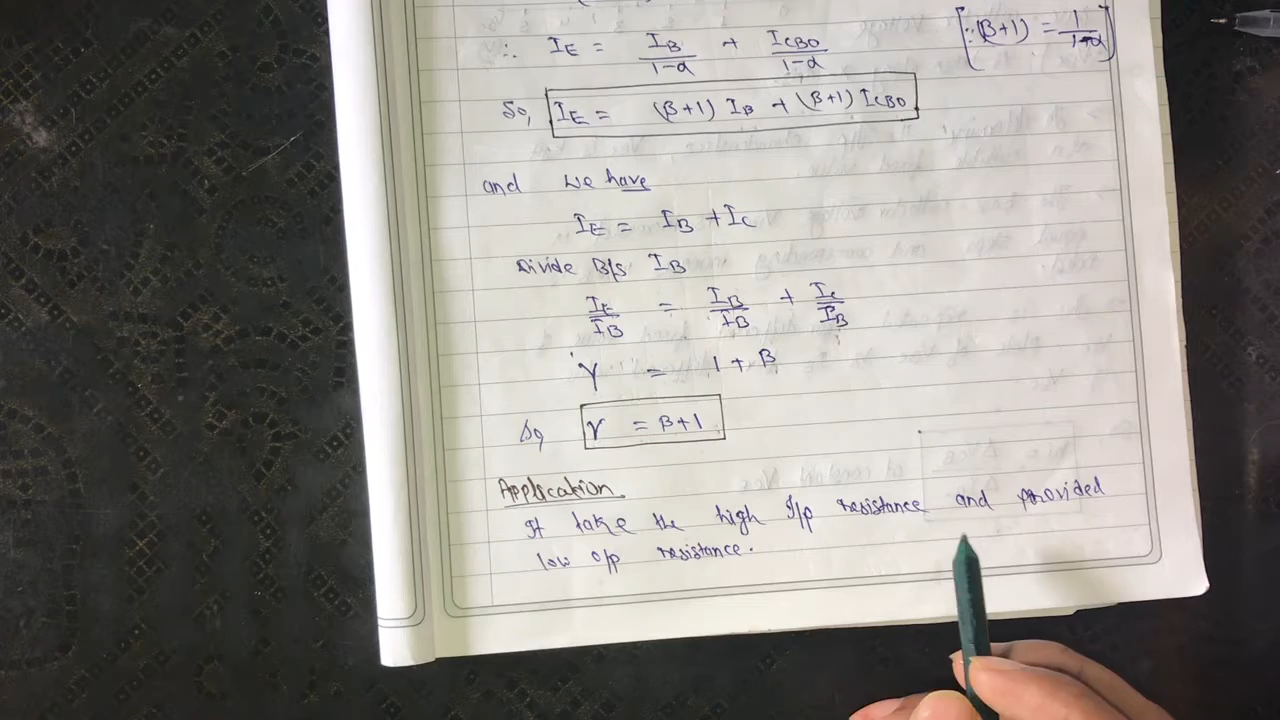 ∴ IE = IB/1-α + ICBO/1-α [∵ (β+1) = 1/1-α]
So, IE = (β+1) IB + (β+1) ICBO
and we have
IE = IB + IC
Divide B/S IB
IE/IB = IB/IB + IC/IB
γ = 1 + β
So, γ = β+1
Application
It take the high I/p resistance and provided
low o/p resistance.